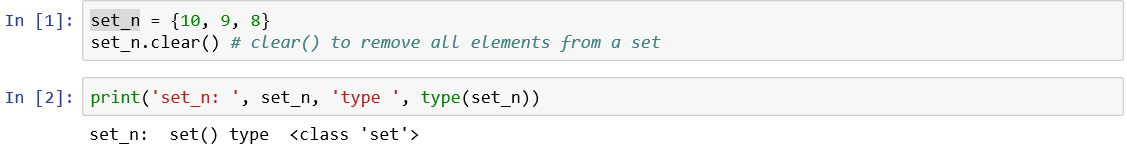 In [1]: set_n = {10, 9, 8}
set_n.clear() # clear() to remove all elements from a set
In [2]: print('set_n: ', set_n, 'type ', type(set_n))
set_n:  set() type  <class 'set'>